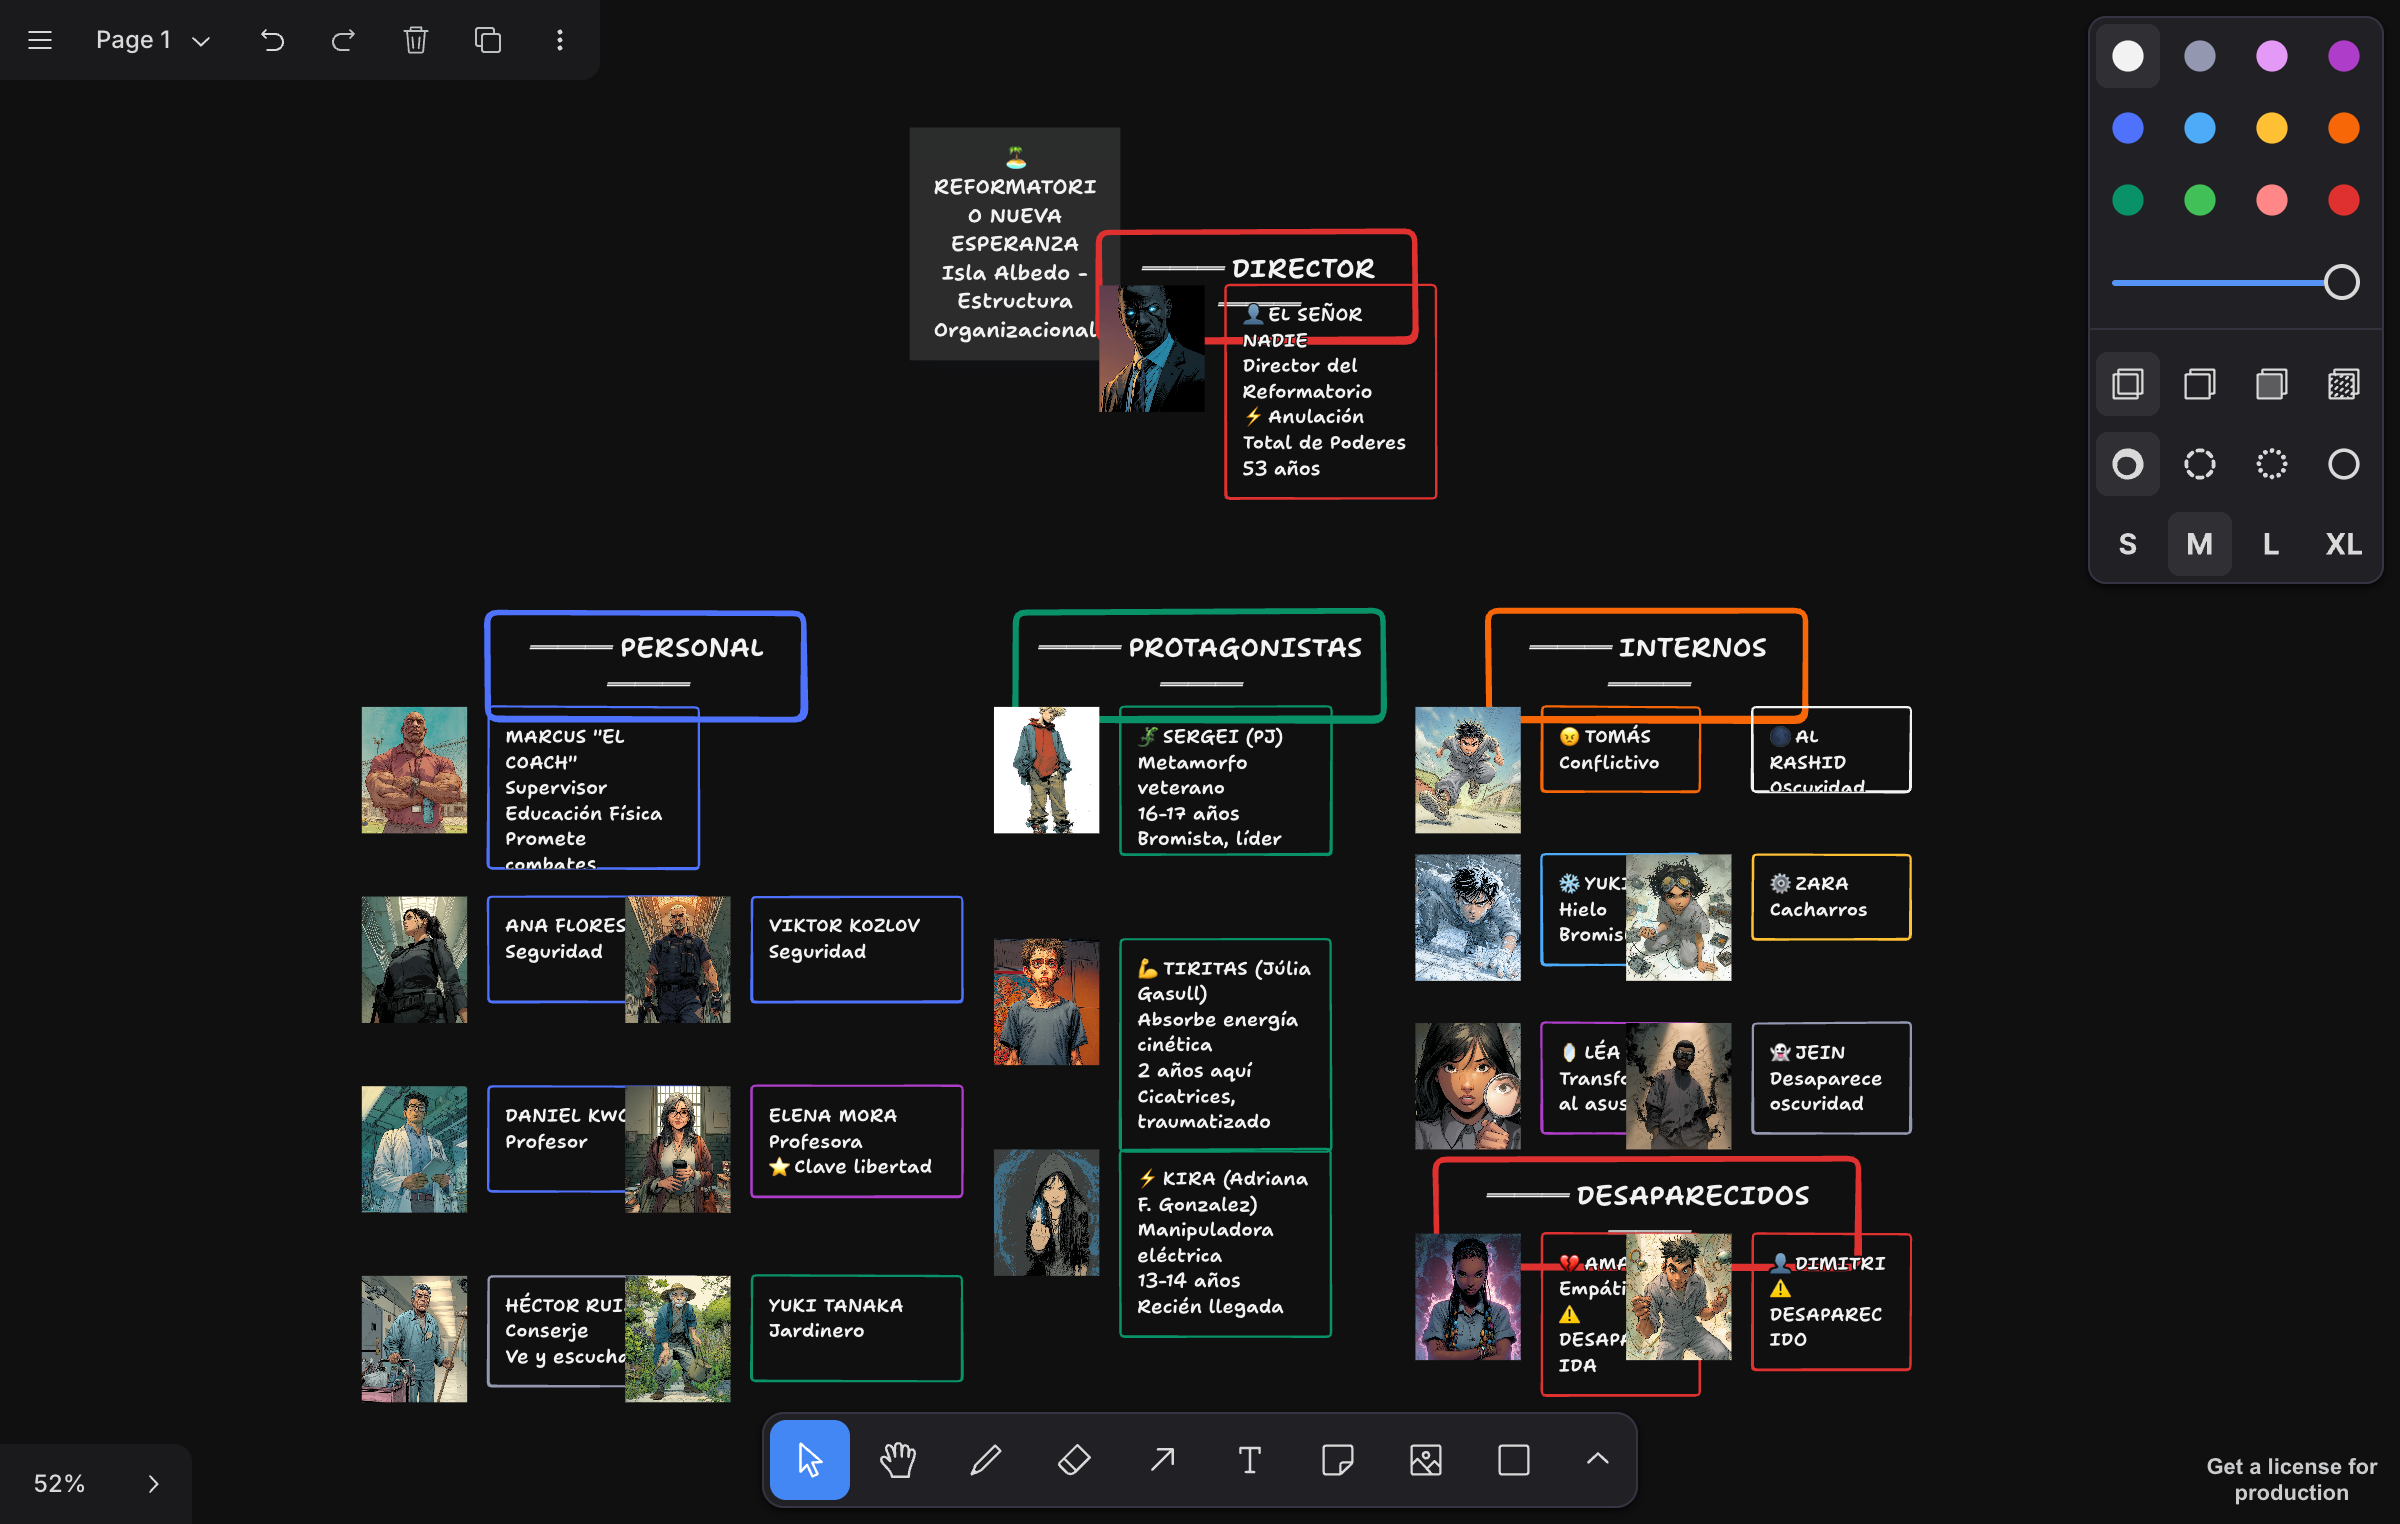 Page 1
🏝️
REFORMATORI
O NUEVA
ESPERANZA
Isla Albedo -
Estructura
Organizacional
═════ DIRECTOR
═════
👤 EL SEÑOR
NADIE
Director del
Reformatorio
⚡ Anulación
Total de Poderes
53 años
═════ PERSONAL
═════
MARCUS "EL
COACH"
Supervisor
Educación Física
Promete
combates
ANA FLORES
Seguridad
VIKTOR KOZLOV
Seguridad
DANIEL KWO
Profesor
ELENA MORA
Profesora
⭐ Clave libertad
HÉCTOR RUI
Conserje
Ve y escucha
YUKI TANAKA
Jardinero
═════ PROTAGONISTAS
═════
🦎 SERGEI (PJ)
Metamorfo
veterano
16-17 años
Bromista, líder
💪 TIRITAS (Júlia
Gasull)
Absorbe energía
cinética
2 años aquí
Cicatrices,
traumatizado
⚡ KIRA (Adriana
F. Gonzalez)
Manipuladora
eléctrica
13-14 años
Recién llegada
═════ INTERNOS
═════
😠 TOMÁS
Conflictivo
🌑 AL
RASHID
Oscuridad
❄️ YUKI
Hielo
Bromis
⚙️ ZARA
Cacharros
🪞 LÉA
Transfo
al asus
👻 JEIN
Desaparece
oscuridad
═════ DESAPARECIDOS
═════
💔 AMA
Empáti
⚠️
DESAPA
IDA
👤 DIMITRI
⚠️
DESAPAREC
IDO
S M L XL
52%
Get a license for
production